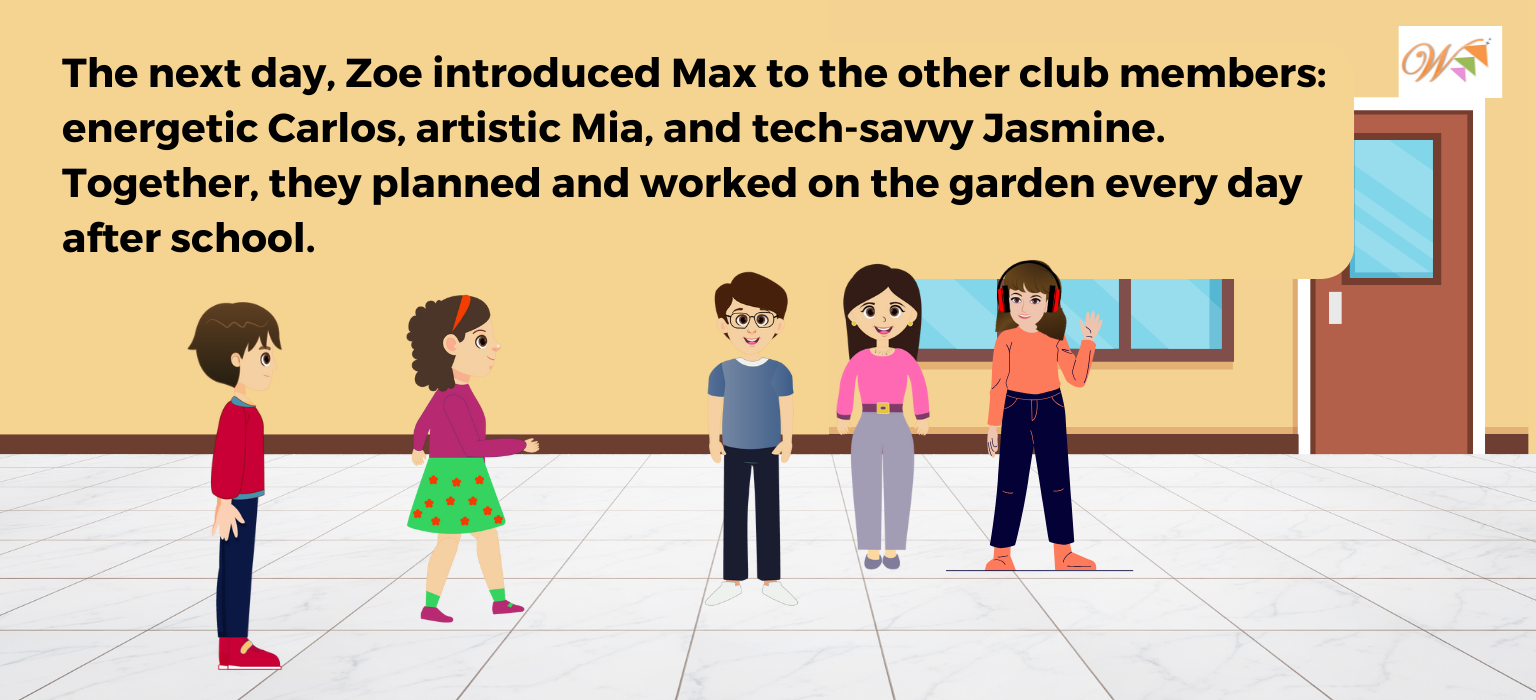 The next day, Zoe introduced Max to the other club members:
energetic Carlos, artistic Mia, and tech-savvy Jasmine.
Together, they planned and worked on the garden every day
after school.
W